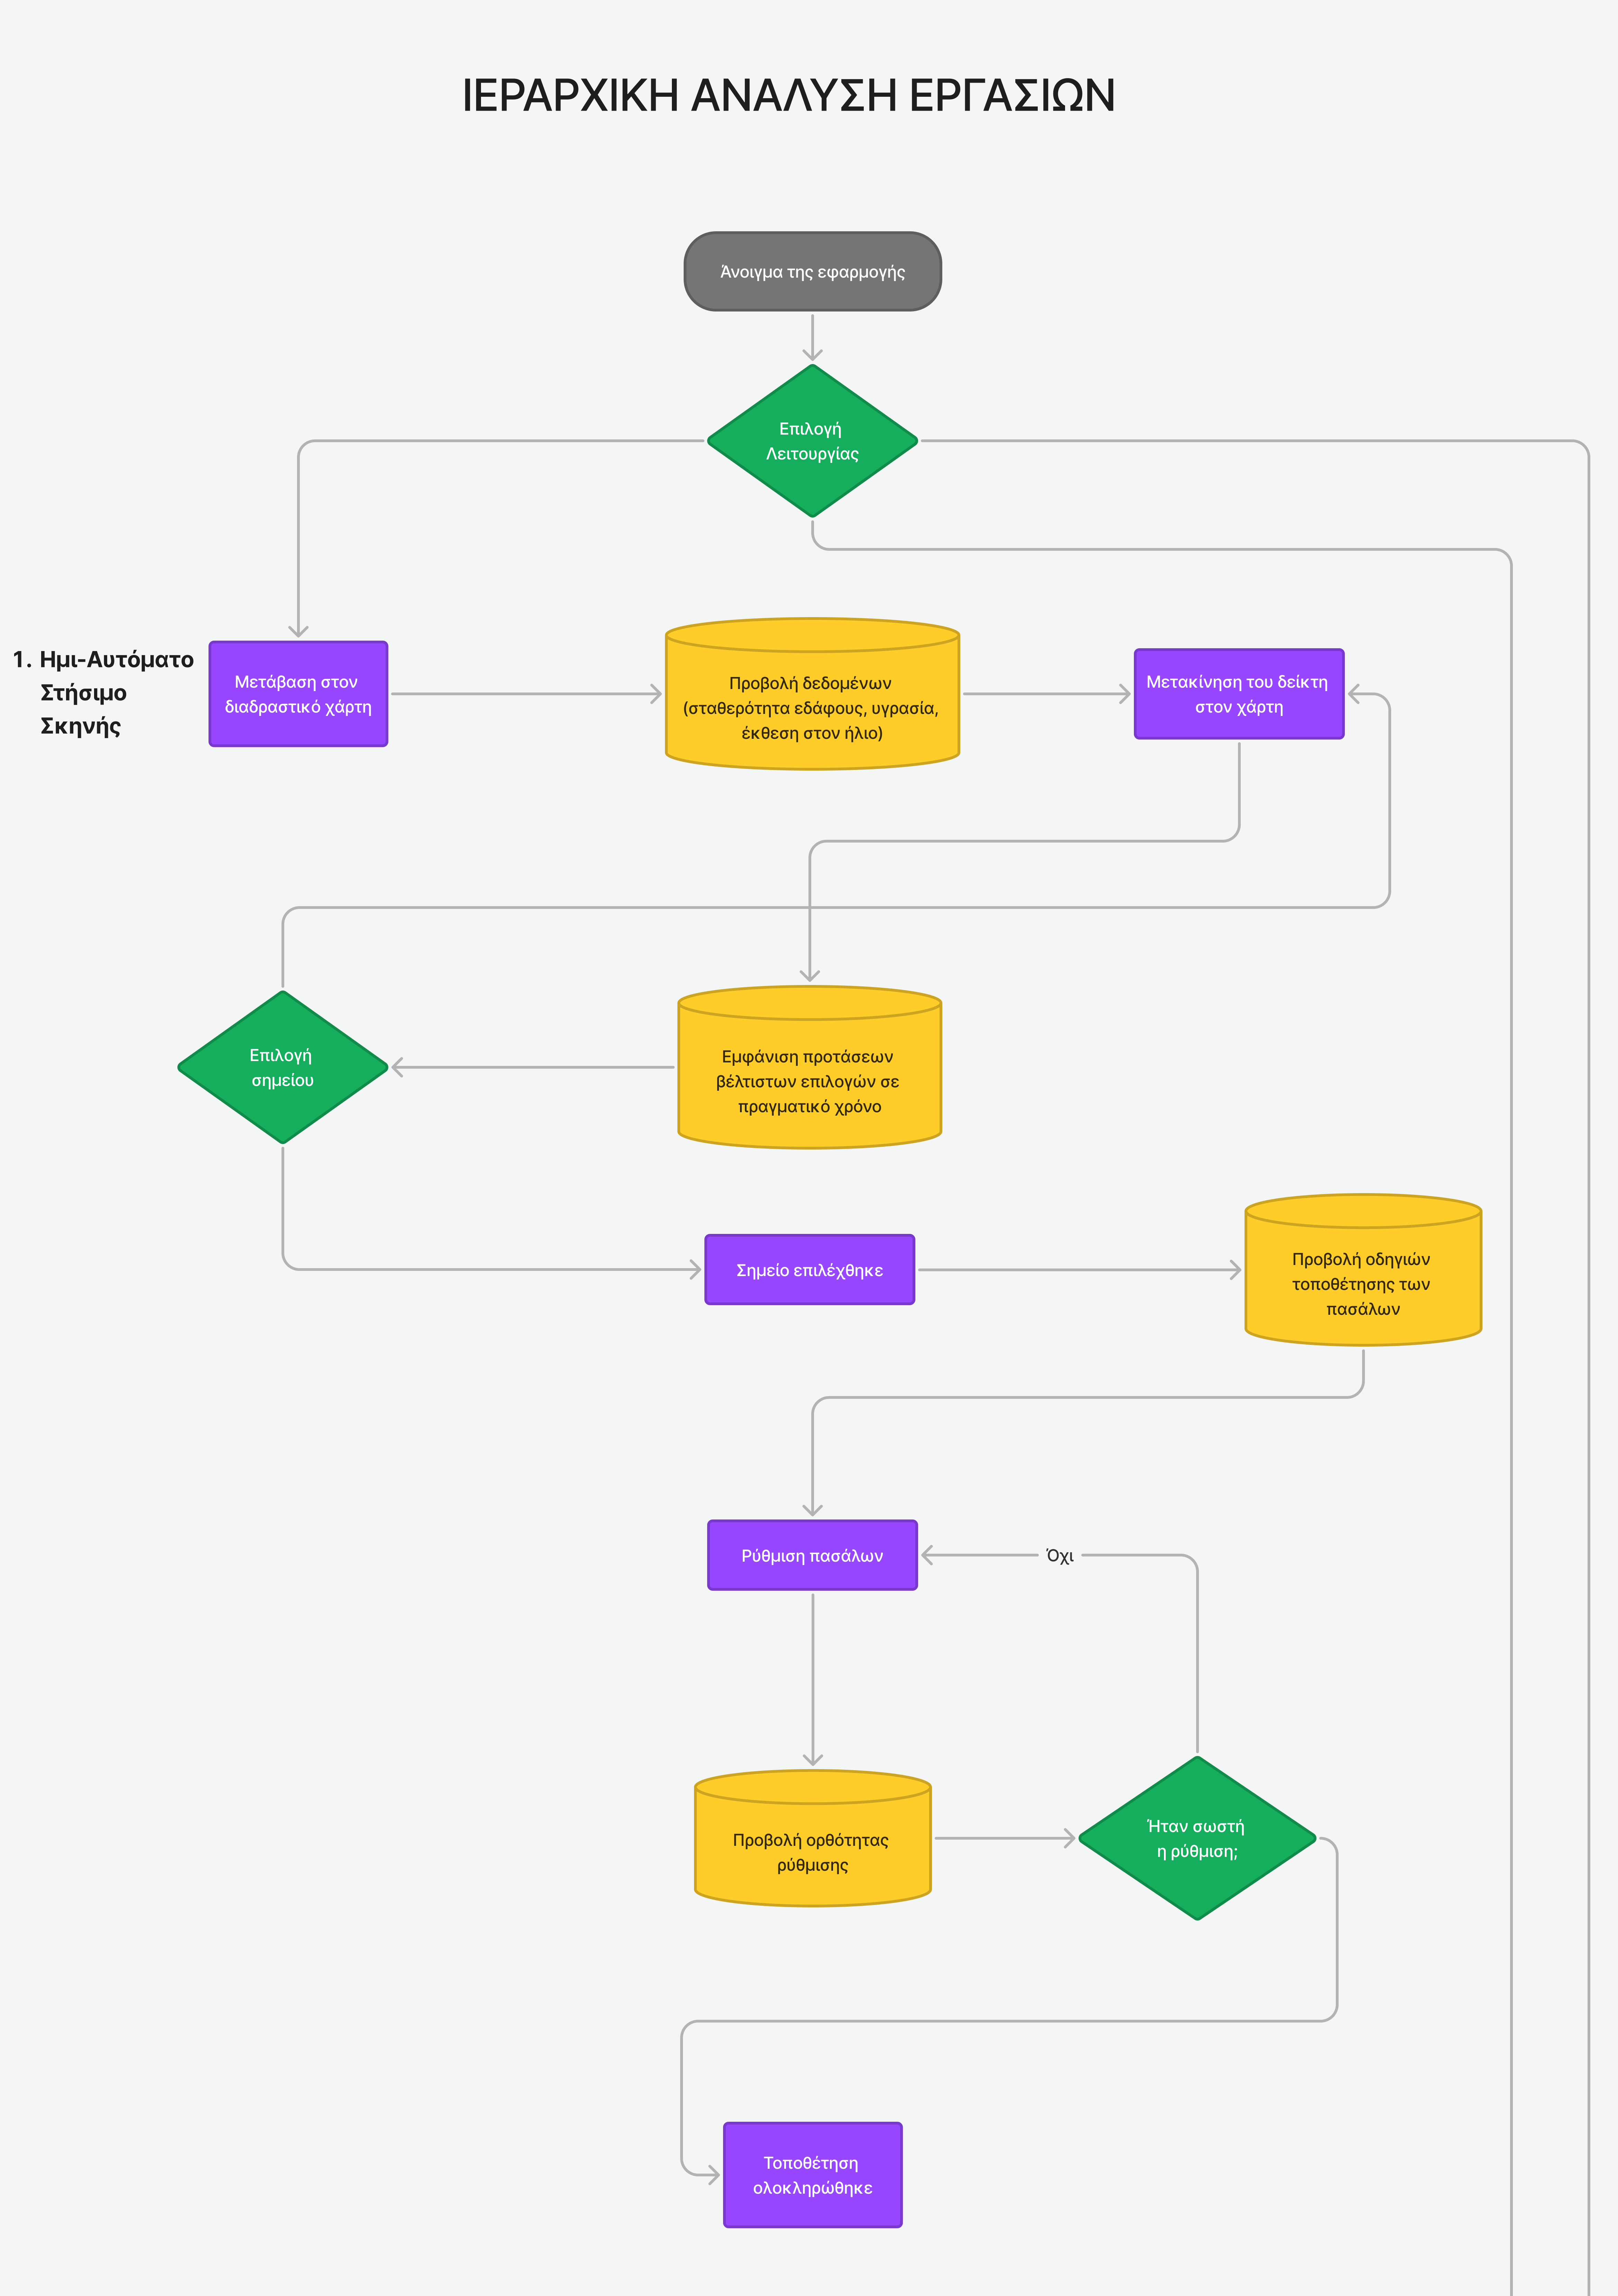 ΙΕΡΑΡΧΙΚΗ ΑΝΑΛΥΣΗ ΕΡΓΑΣΙΩΝ
Άνοιγμα της εφαρμογής
Επιλογή
Λειτουργίας
1. Ημι-Αυτόματο
Στήσιμο
Σκηνής
Μετάβαση στον
διαδραστικό χάρτη
Προβολή δεδομένων
(σταθερότητα εδάφους, υγρασία,
έκθεση στον ήλιο)
Μετακίνηση του δείκτη
στον χάρτη
Επιλογή
σημείου
Εμφάνιση προτάσεων
βέλτιστων επιλογών σε
πραγματικό χρόνο
Σημείο επιλέχθηκε
Προβολή οδηγιών
τοποθέτησης των
πασάλων
Ρύθμιση πασάλων
Όχι
Προβολή ορθότητας
ρύθμισης
Ήταν σωστή
η ρύθμιση;
Τοποθέτηση
ολοκληρώθηκε